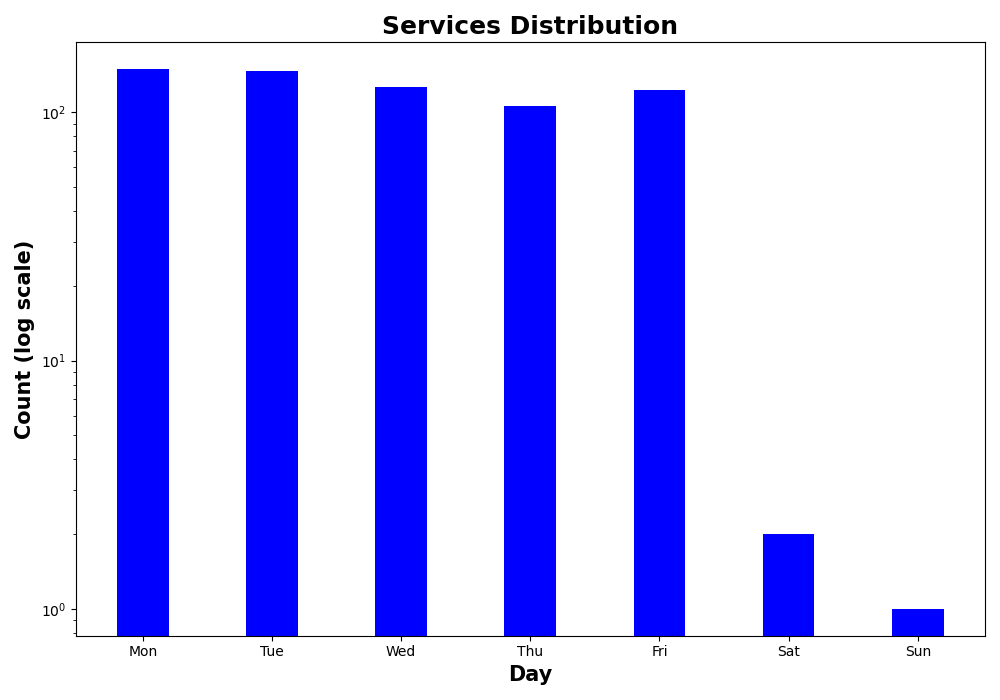 Services Distribution
Count (log scale)
10²
10¹
10⁰
Mon Tue Wed Thu Fri Sat Sun
Day